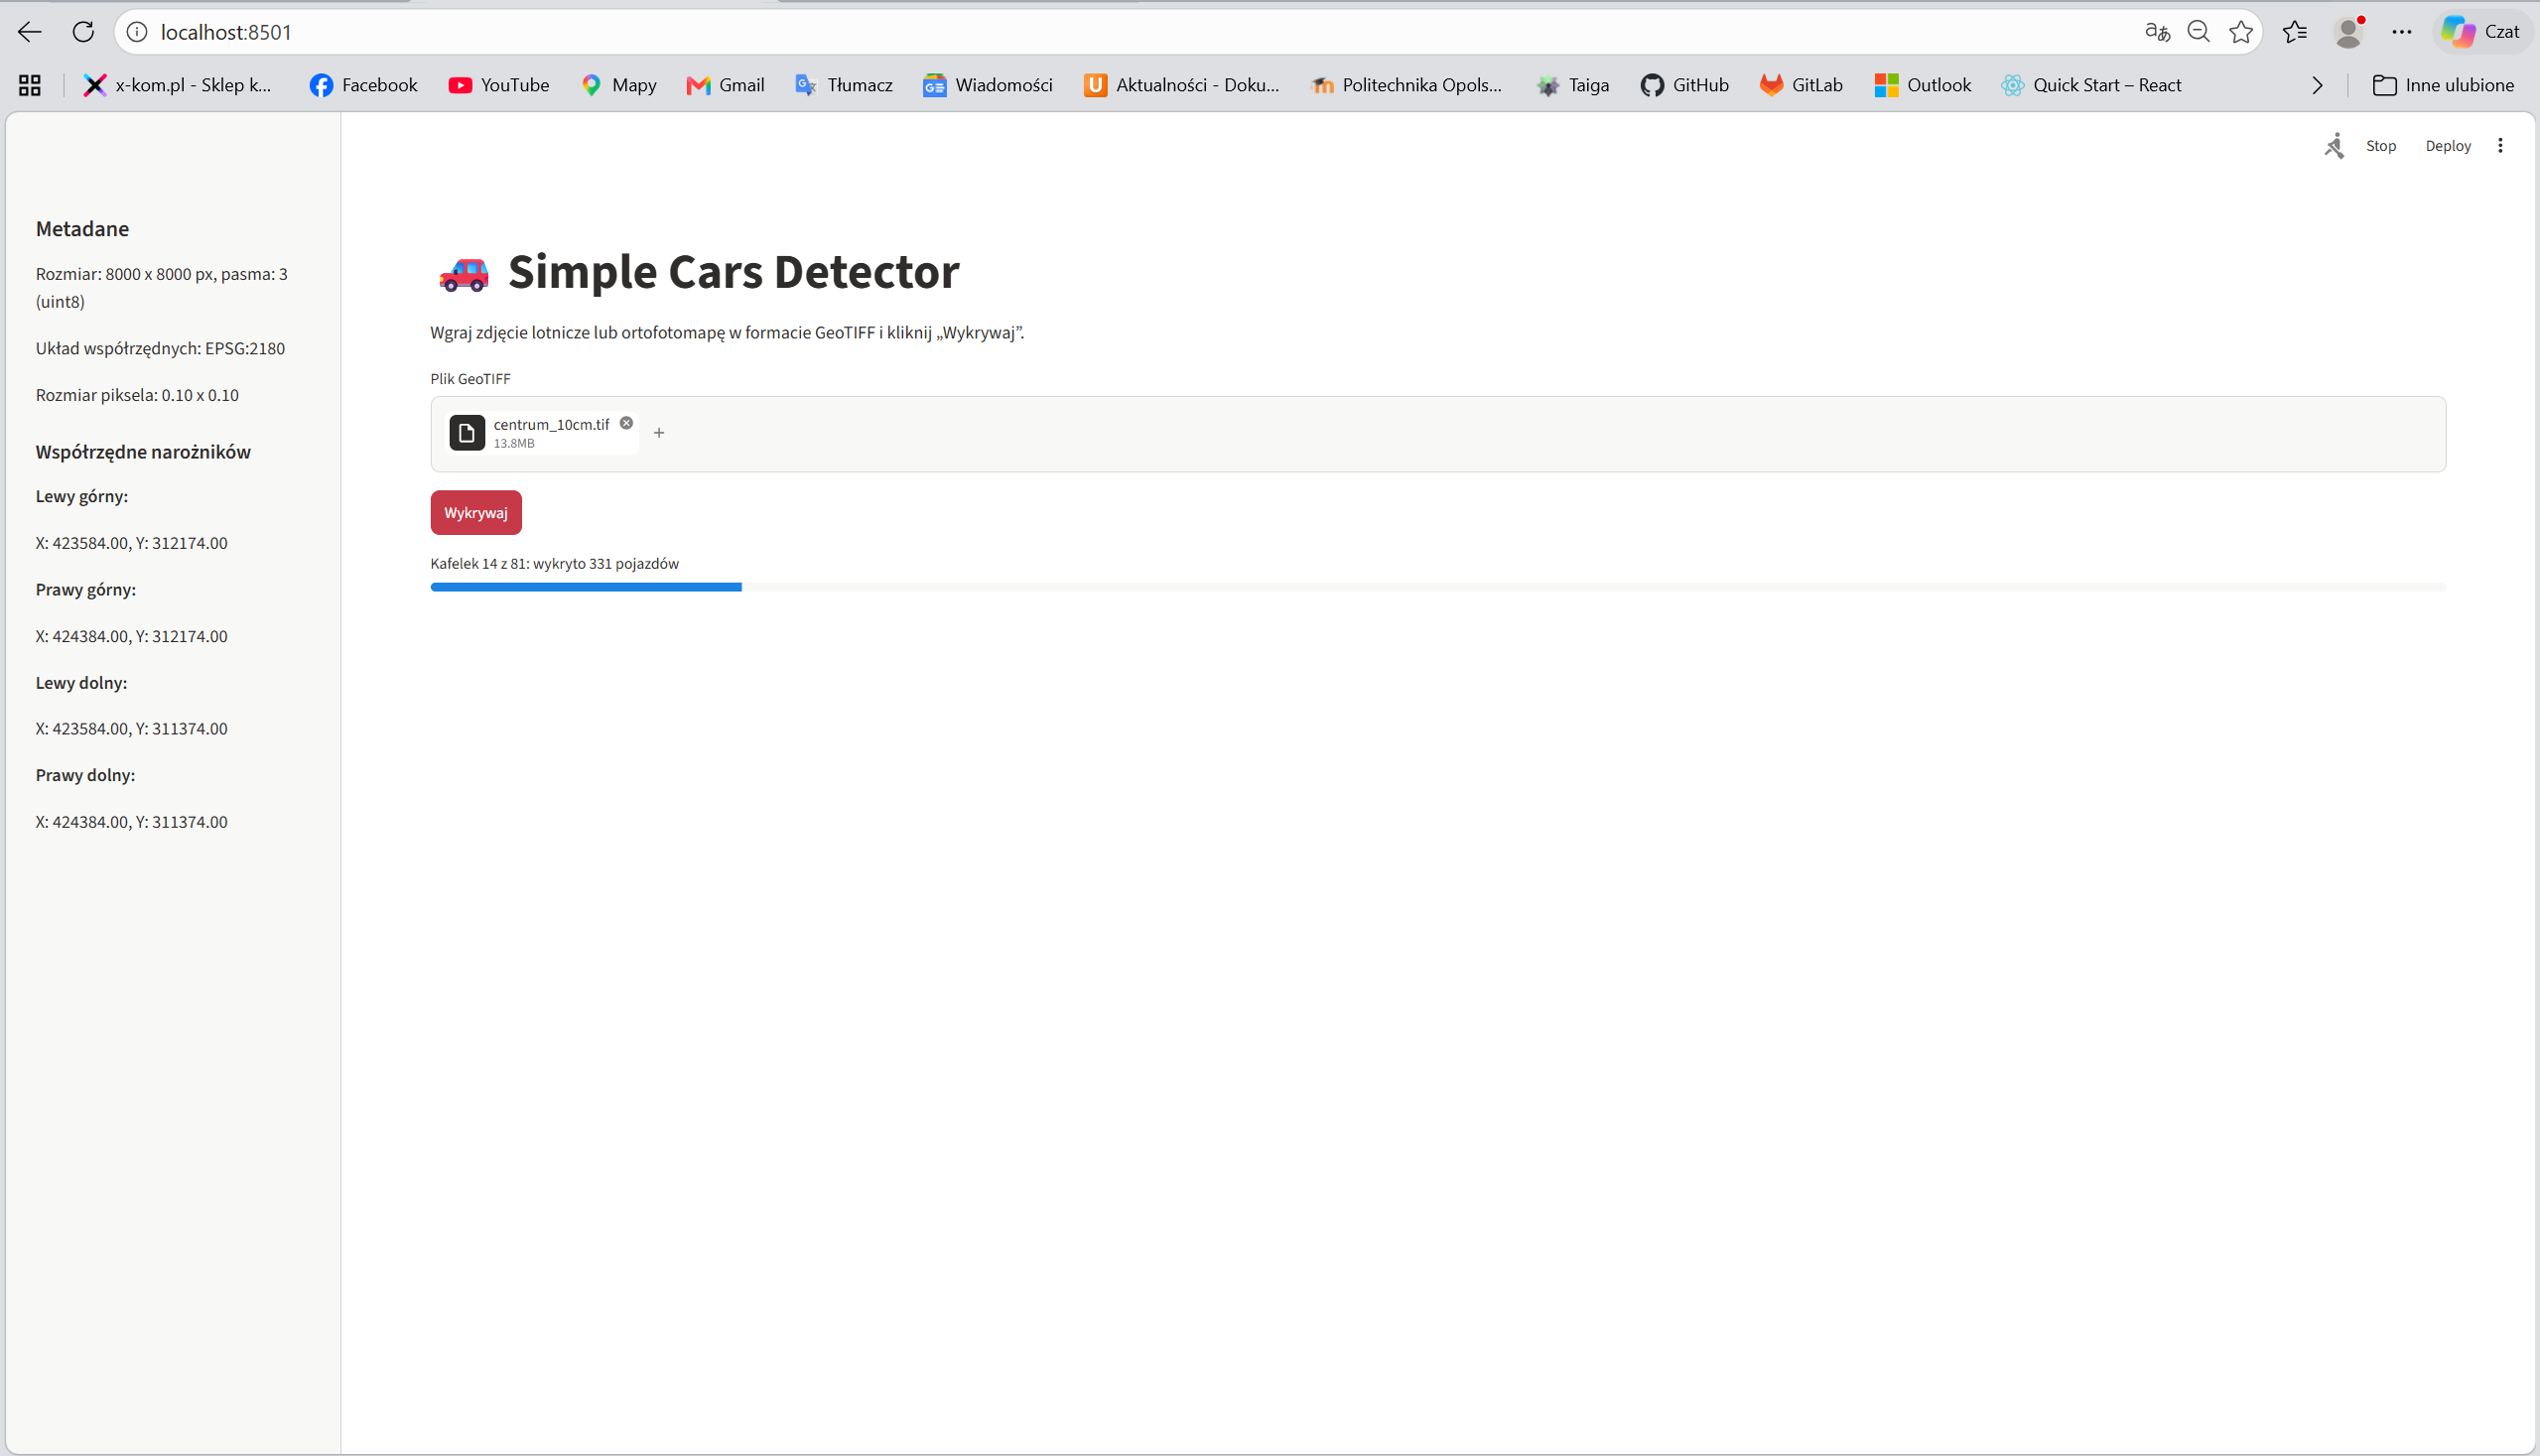 localhost:8501
Czat
x-kom.pl - Sklep k...
Facebook
YouTube
Mapy
Gmail
Tłumacz
Wiadomości
Aktualności - Doku...
Politechnika Opols...
Taiga
GitHub
GitLab
Outlook
Quick Start – React
Inne ulubione
Stop
Deploy
Metadane
Rozmiar: 8000 x 8000 px, pasma: 3
(uint8)
Układ współrzędnych: EPSG:2180
Rozmiar piksela: 0.10 x 0.10
Współrzędne narożników
Lewy górny:
X: 423584.00, Y: 312174.00
Prawy górny:
X: 424384.00, Y: 312174.00
Lewy dolny:
X: 423584.00, Y: 311374.00
Prawy dolny:
X: 424384.00, Y: 311374.00
Simple Cars Detector
Wgraj zdjęcie lotnicze lub ortofotomapę w formacie GeoTIFF i kliknij „Wykrywaj”.
Plik GeoTIFF
centrum_10cm.tif
13.8MB
Wykrywaj
Kafelek 14 z 81: wykryto 331 pojazdów